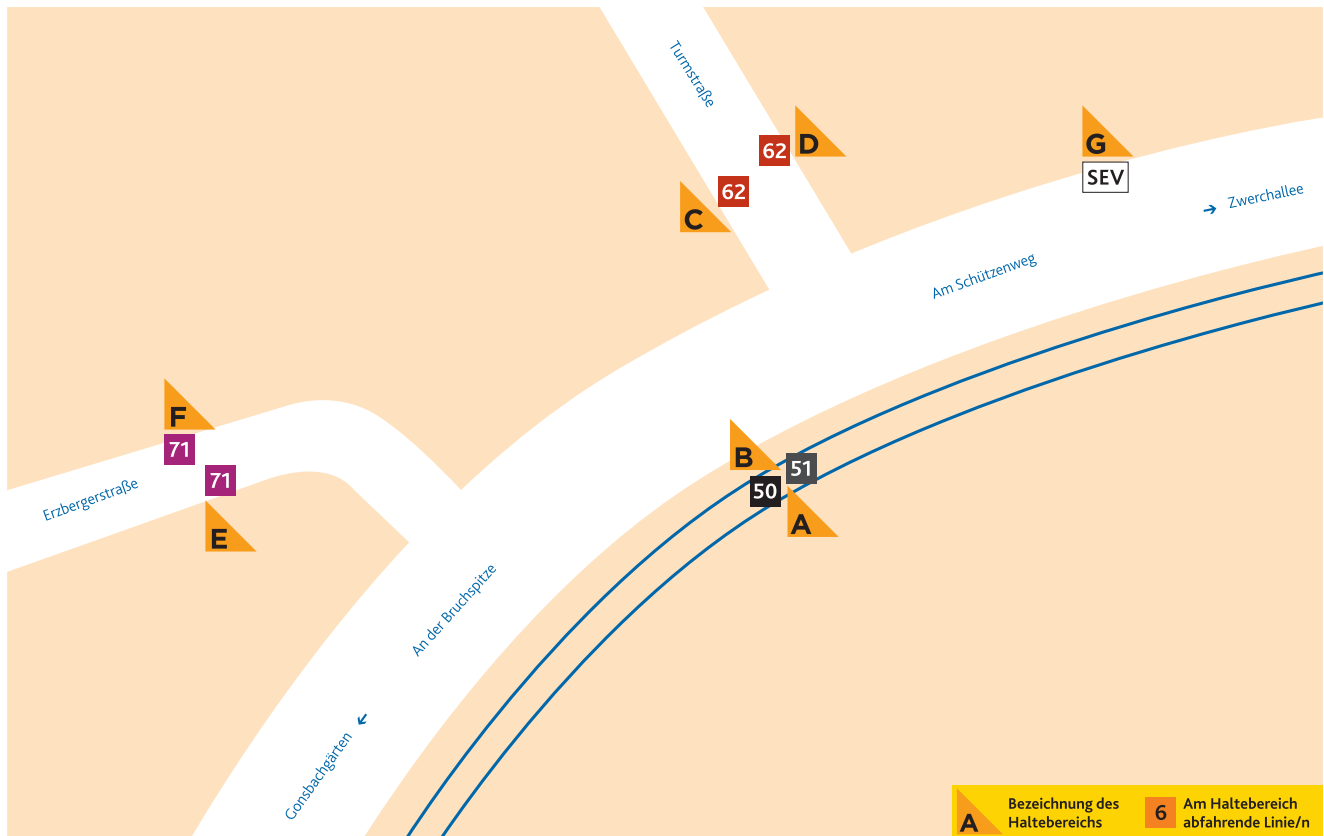 Turmstraße
62
D
62
C
G
SEV
→ Zwerchallee
Am Schützenweg
F
71
71
E
Erzbergerstraße
B
51
50
A
An der Bruchspitze
Gonsbachgärten
A
Bezeichnung des
Haltebereichs
6
Am Haltebereich
abfahrende Linie/n